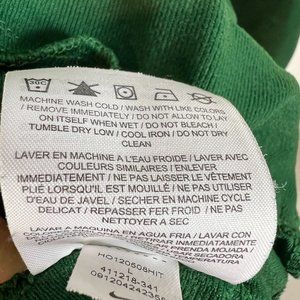 30C
MACHINE WASH COLD / WASH WITH LIKE COLORS
/ REMOVE IMMEDIATELY / DO NOT ALLOW TO LAY
ON ITSELF WHEN WET / DO NOT BLEACH /
TUMBLE DRY LOW / COOL IRON / DO NOT DRY
CLEAN
LAVER EN MACHINE A L'EAU FROIDE / LAVER AVEC
COULEURS SIMILAIRES / ENLEVER
IMMEDIATEMENT / NE PAS LAISSER LE VÊTEMENT
PLIÉ LORSQU'IL EST MOUILLÉ / NE PAS UTILISER
D'EAU DE JAVEL / SECHER EN MACHINE CYCLE
DELICAT / REPASSER FER FROID / NE PAS
NETTOYER A SEC
LAVAR A MAQUINA EN AGUA FRIA /
LAVAR CON
HO120508HIT
411218-341